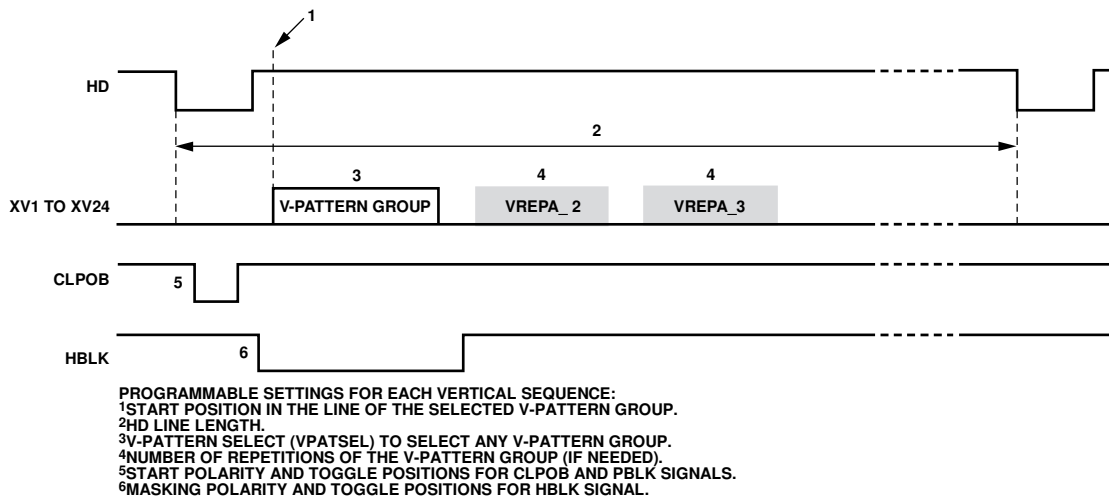 1
HD
2
3 4 4
XV1 TO XV24 V-PATTERN GROUP VREPA_ 2 VREPA_3
CLPOB 5
HBLK 6
PROGRAMMABLE SETTINGS FOR EACH VERTICAL SEQUENCE:
1START POSITION IN THE LINE OF THE SELECTED V-PATTERN GROUP.
2HD LINE LENGTH.
3V-PATTERN SELECT (VPATSEL) TO SELECT ANY V-PATTERN GROUP.
4NUMBER OF REPETITIONS OF THE V-PATTERN GROUP (IF NEEDED).
5START POLARITY AND TOGGLE POSITIONS FOR CLPOB AND PBLK SIGNALS.
6MASKING POLARITY AND TOGGLE POSITIONS FOR HBLK SIGNAL.